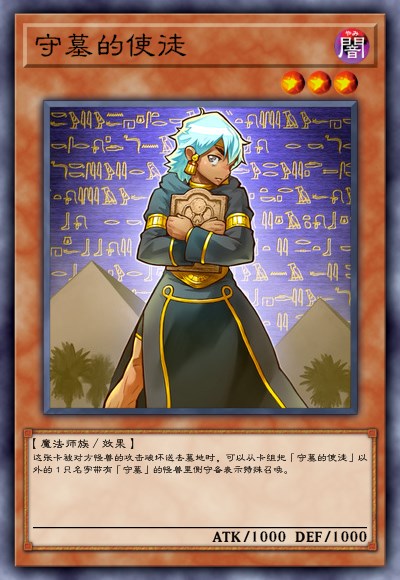 守墓的使徒
やみ
闇
【魔法师族／效果】
这张卡被对方怪兽的攻击破坏送去墓地时，可以从卡组把「守墓的使徒」以
外的1只名字带有「守墓」的怪兽里侧守备表示特殊召唤。
ATK/1000 DEF/1000